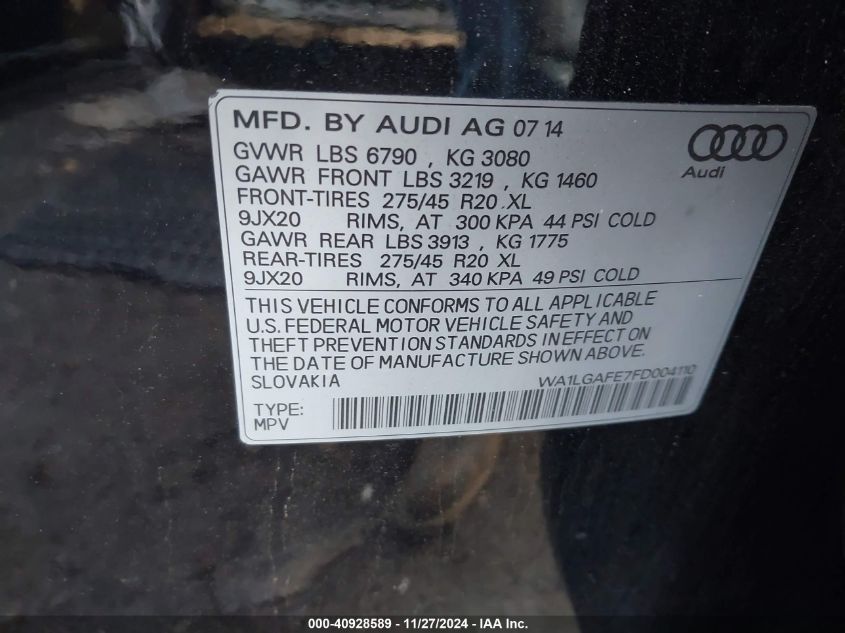 MFD. BY AUDI AG 07 14
GVWR LBS 6790 , KG 3080
GAWR FRONT LBS 3219 , KG 1460
FRONT-TIRES 275/45 R20 XL
9JX20 RIMS, AT 300 KPA 44 PSI COLD
GAWR REAR LBS 3913 , KG 1775
REAR-TIRES 275/45 R20 XL
9JX20 RIMS, AT 340 KPA 49 PSI COLD
Audi
THIS VEHICLE CONFORMS TO ALL APPLICABLE
U.S. FEDERAL MOTOR VEHICLE SAFETY AND
THEFT PREVENTION STANDARDS IN EFFECT ON
THE DATE OF MANUFACTURE SHOWN ABOVE.
SLOVAKIA WA1LGAFE7FD004110
TYPE:
MPV
000-40928589 - 11/27/2024 - IAA Inc.